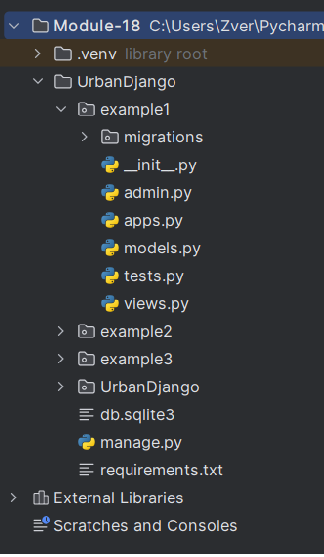 Module-18 C:\Users\Zver\Pycharm
.venv library root
UrbanDjango
example1
migrations
__init__.py
admin.py
apps.py
models.py
tests.py
views.py
example2
example3
UrbanDjango
db.sqlite3
manage.py
requirements.txt
External Libraries
Scratches and Consoles